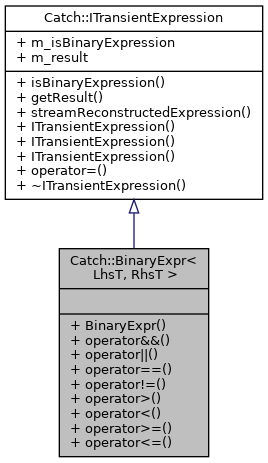 Catch::ITransientExpression
+ m_isBinaryExpression
+ m_result
+ isBinaryExpression()
+ getResult()
+ streamReconstructedExpression()
+ ITransientExpression()
+ ITransientExpression()
+ ITransientExpression()
+ operator=()
+ ~ITransientExpression()
Catch::BinaryExpr<
LhsT, RhsT >
+ BinaryExpr()
+ operator&&()
+ operator||()
+ operator==()
+ operator!=()
+ operator>()
+ operator<()
+ operator>=()
+ operator<=()